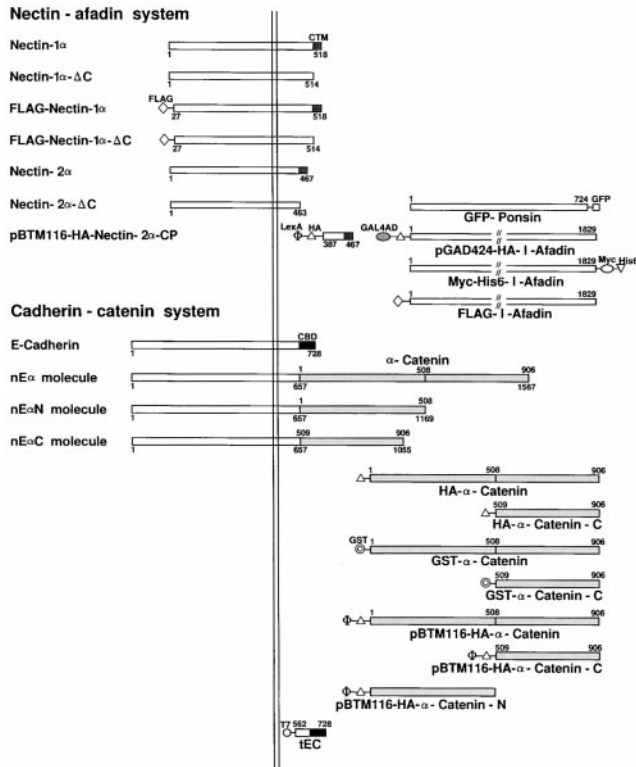 Nectin - afadin system
CTM
Nectin-1α
1 518
Nectin-1α-ΔC
1 514
FLAG
FLAG-Nectin-1α
27 518
FLAG-Nectin-1α-ΔC
27 514
Nectin- 2α
1 467
Nectin- 2α-ΔC
1 463
1 724 GFP
GFP- Ponsin
pBTM116-HA-Nectin- 2α-CP
LexA HA
387 467
GAL4AD 1 1829
pGAD424-HA- l -Afadin
1 1829 Myc His6
Myc-His6- l -Afadin
1 1829
FLAG- l -Afadin
Cadherin - catenin system
CBD
E-Cadherin
1 728
α- Catenin
nEα molecule
1 508 906
1 657 1567
nEαN molecule
1 508
1 657 1169
nEαC molecule
509 906
1 657 1055
1 508 906
HA-α- Catenin
509 906
HA-α- Catenin - C
GST 1 508 906
GST-α- Catenin
509 906
GST-α- Catenin - C
1 508 906
pBTM116-HA-α- Catenin
509 906
pBTM116-HA-α- Catenin - C
pBTM116-HA-α- Catenin - N
T7 562 728
tEC